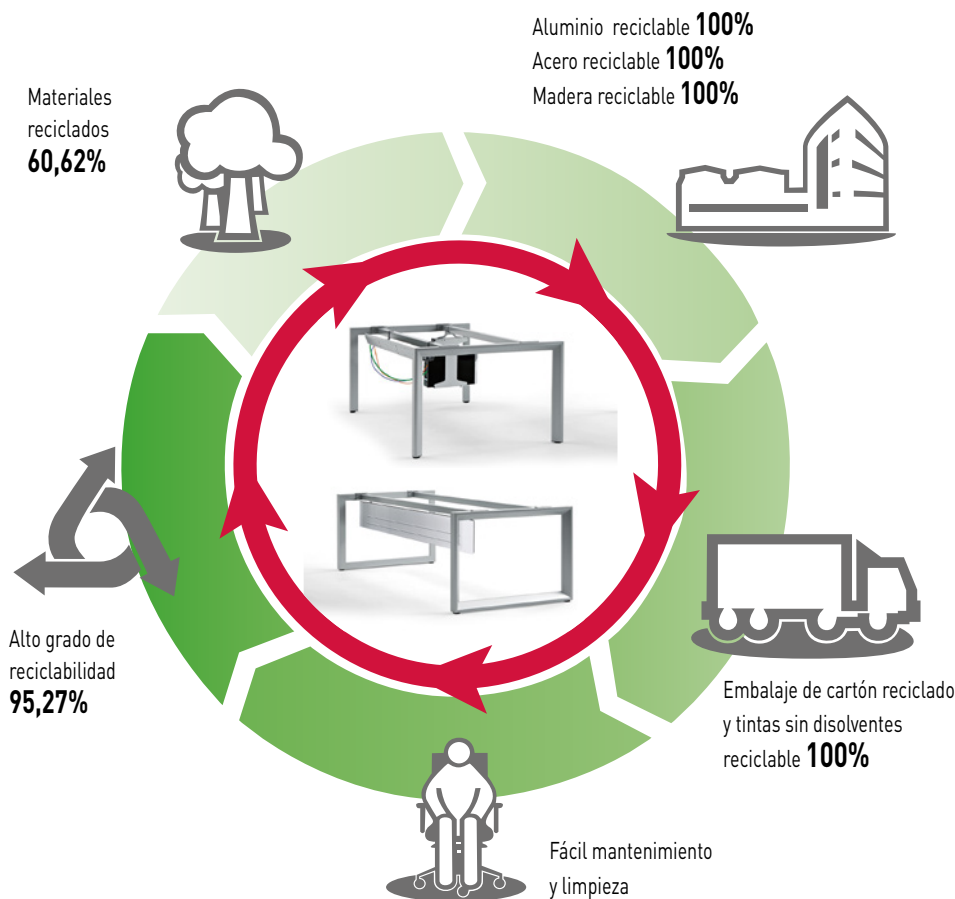 Aluminio reciclable 100%
Acero reciclable 100%
Madera reciclable 100%
Materiales
reciclados
60,62%
Alto grado de
reciclabilidad
95,27%
Embalaje de cartón reciclado
y tintas sin disolventes
reciclable 100%
Fácil mantenimiento
y limpieza